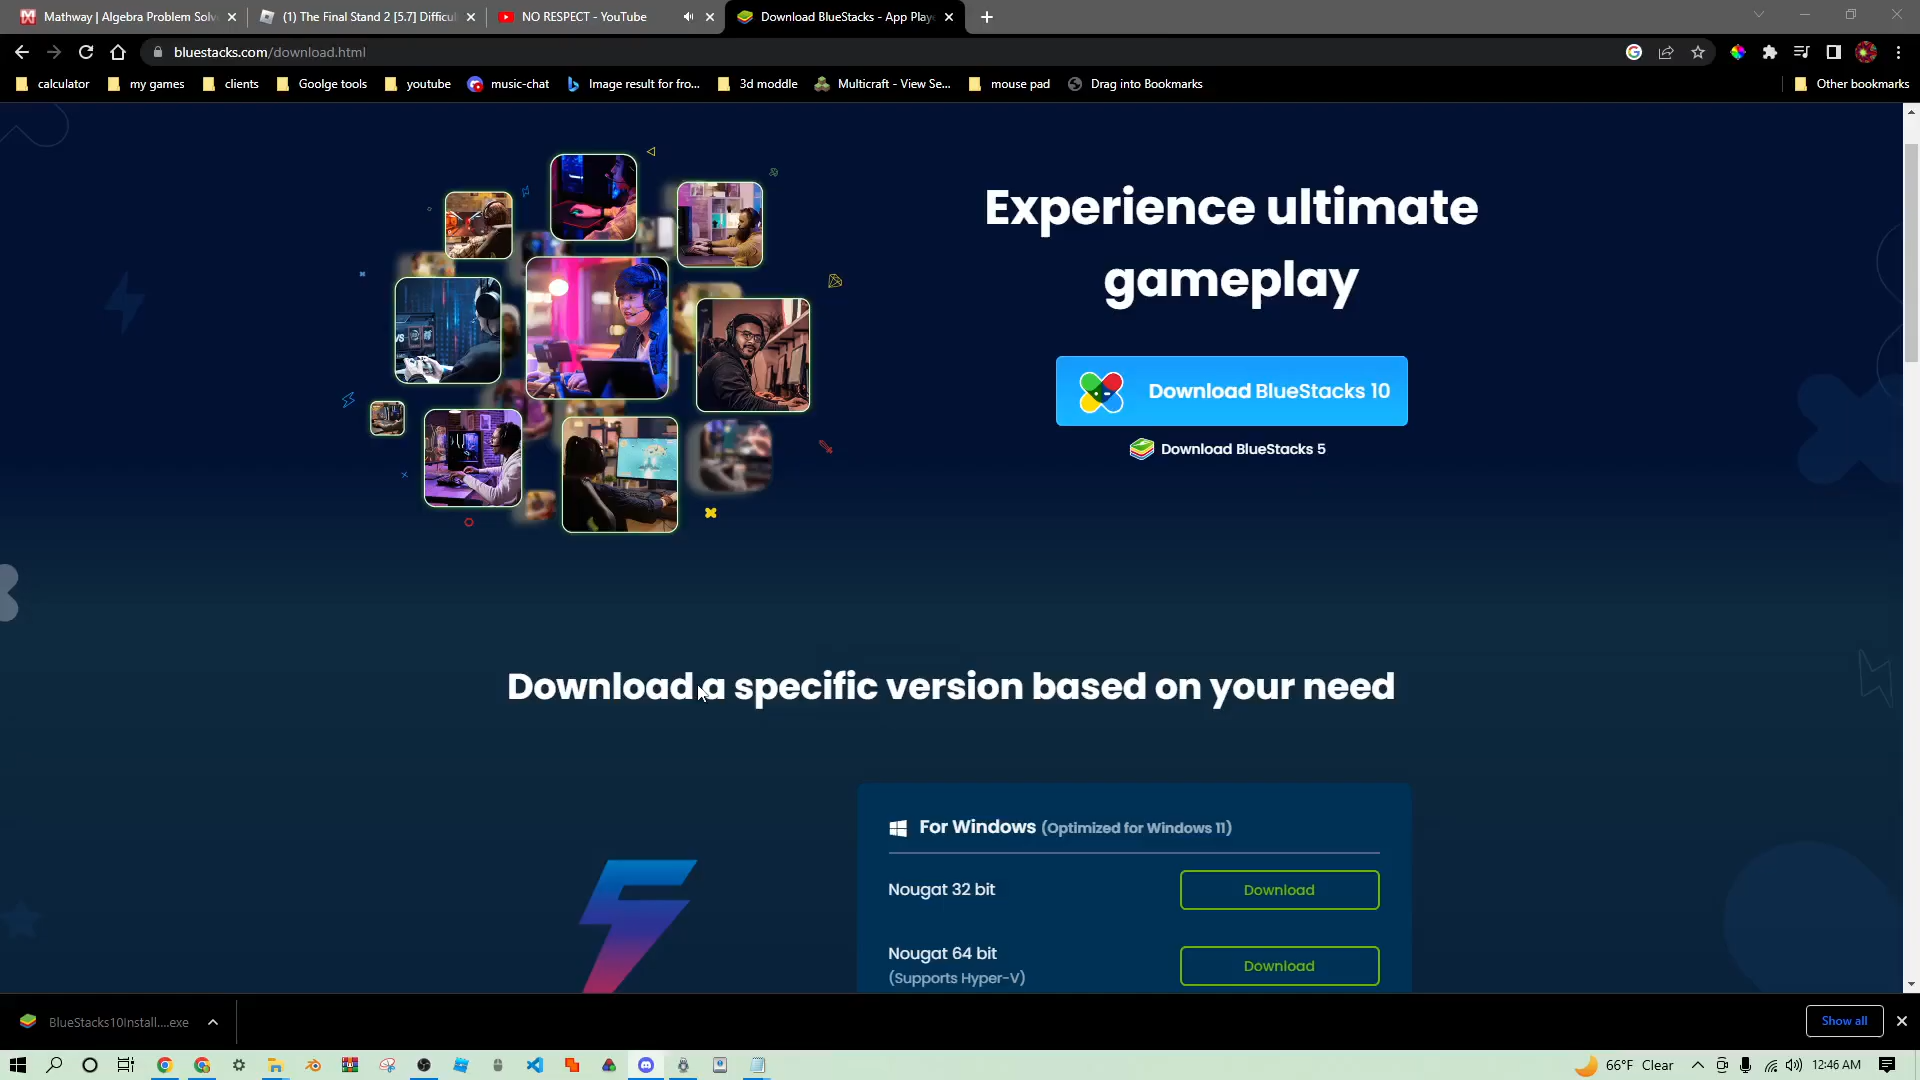 Mathway | Algebra Problem Solv
(1) The Final Stand 2 [5.7] Difficul
NO RESPECT - YouTube
Download BlueStacks - App Play
bluestacks.com/download.html
calculator
my games
clients
Goolge tools
youtube
music-chat
Image result for fro...
3d moddle
Multicraft - View Se...
mouse pad
Drag into Bookmarks
Other bookmarks
Experience ultimate
gameplay
Download BlueStacks 10
Download BlueStacks 5
Download a specific version based on your need
For Windows (Optimized for Windows 11)
Nougat 32 bit
Download
Nougat 64 bit
(Supports Hyper-V)
Download
BlueStacks10Install....exe
Show all
66°F Clear
12:46 AM